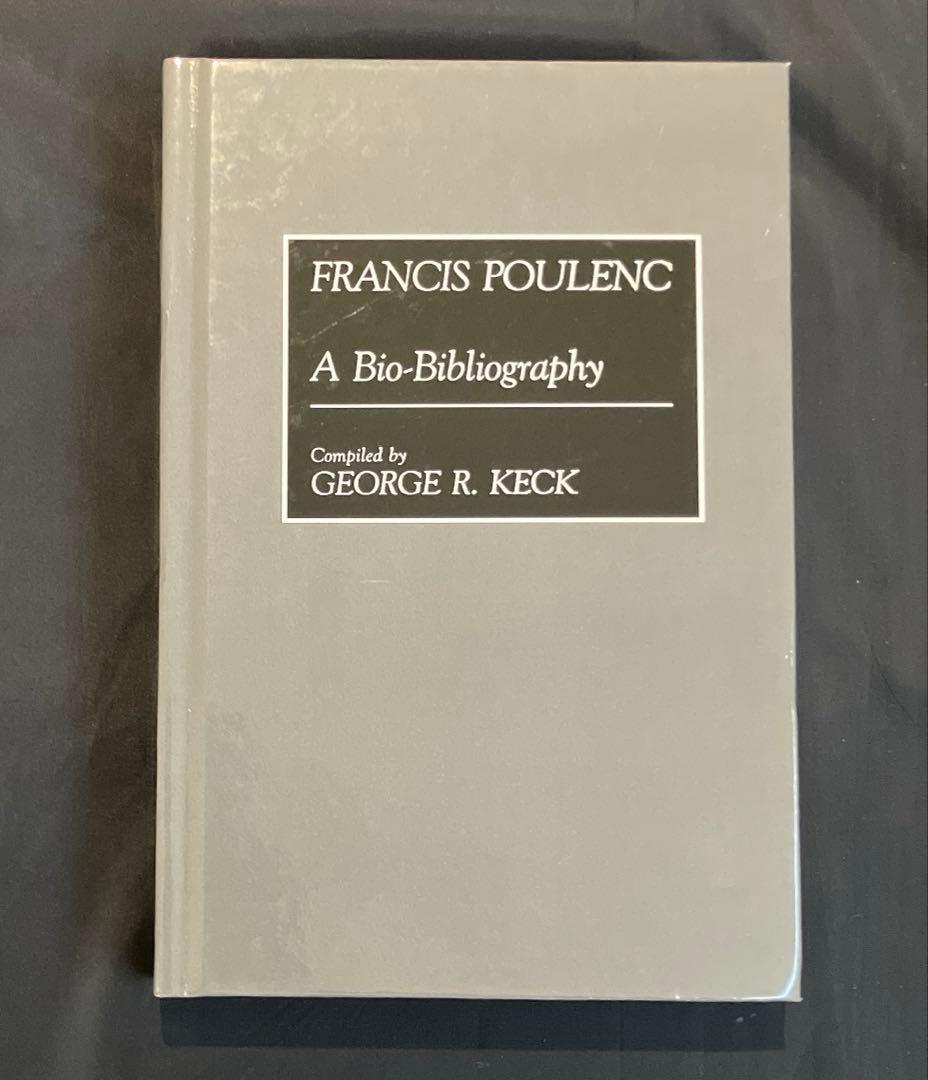 FRANCIS POULENC
A Bio-Bibliography
Compiled by
GEORGE R. KECK